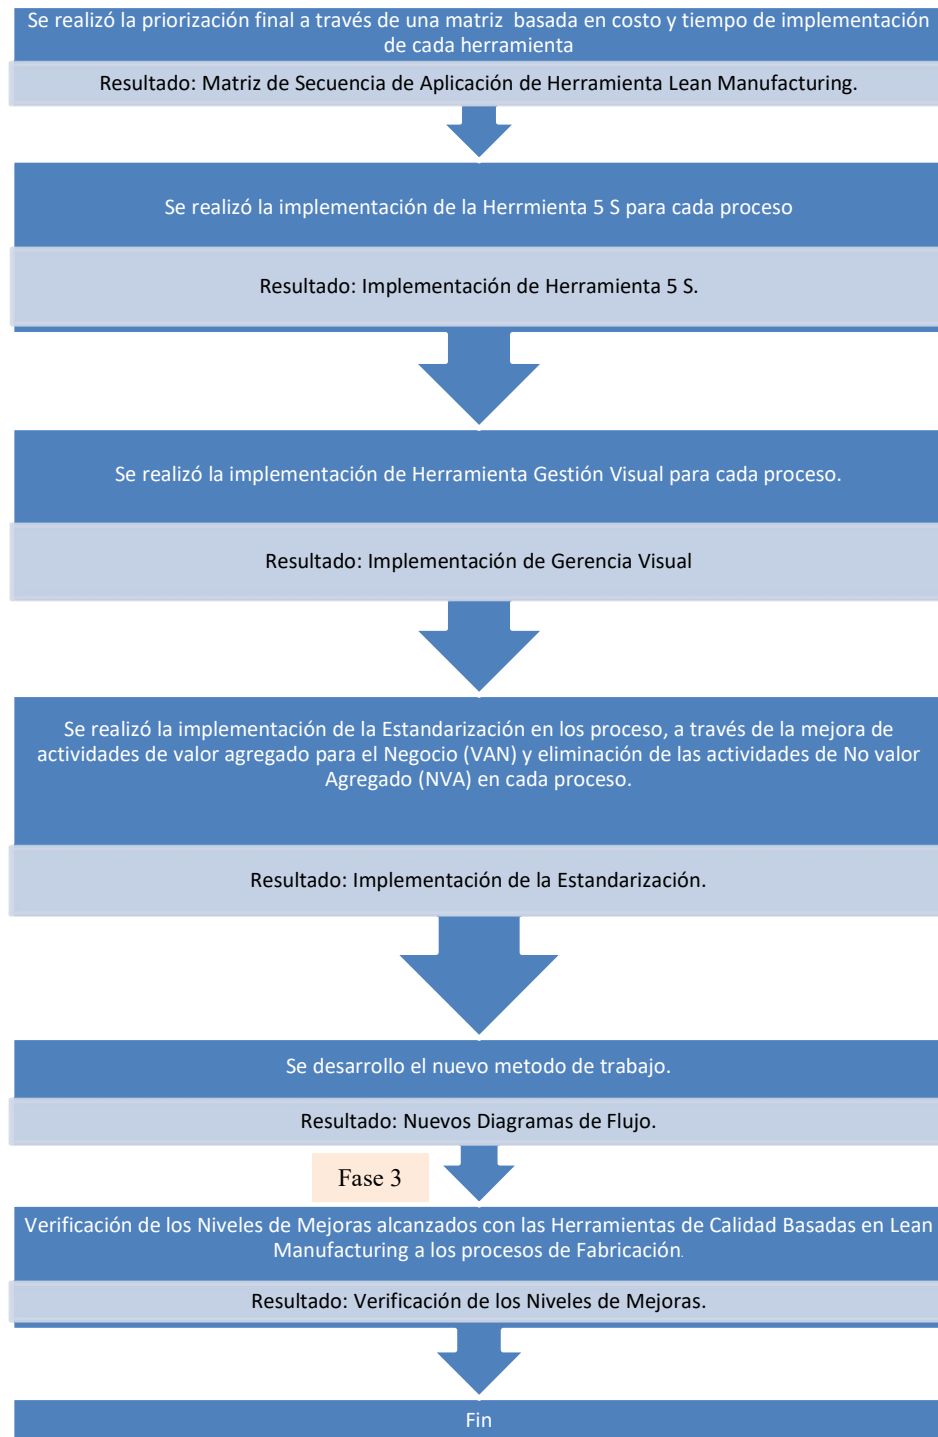 Se realizó la priorización final a través de una matriz basada en costo y tiempo de implementación
de cada herramienta
Resultado: Matriz de Secuencia de Aplicación de Herramienta Lean Manufacturing.
Se realizó la implementación de la Herrmienta 5 S para cada proceso
Resultado: Implementación de Herramienta 5 S.
Se realizó la implementación de Herramienta Gestión Visual para cada proceso.
Resultado: Implementación de Gerencia Visual
Se realizó la implementación de la Estandarización en los proceso, a través de la mejora de
actividades de valor agregado para el Negocio (VAN) y eliminación de las actividades de No valor
Agregado (NVA) en cada proceso.
Resultado: Implementación de la Estandarización.
Se desarrollo el nuevo metodo de trabajo.
Resultado: Nuevos Diagramas de Flujo.
Fase 3
Verificación de los Niveles de Mejoras alcanzados con las Herramientas de Calidad Basadas en Lean
Manufacturing a los procesos de Fabricación.
Resultado: Verificación de los Niveles de Mejoras.
Fin